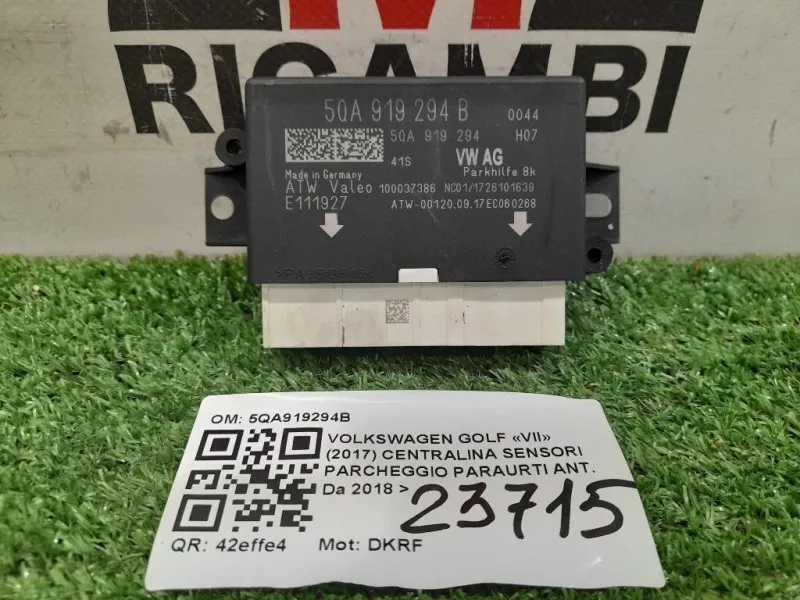 M
RICAMBI
5QA 919 294 B
0044
5QA 919 294
H07
41S
VW AG
Parkhilfe 8k
Made in Germany
ATW Valeo 100037386 NC01/1726101639
E111927
ATW-00120.09.17EC060268
OM: 5QA919294B
VOLKSWAGEN GOLF «VII»
(2017) CENTRALINA SENSORI
PARCHEGGIO PARAURTI ANT.
Da 2018 >
23715
QR: 42effe4 Mot: DKRF